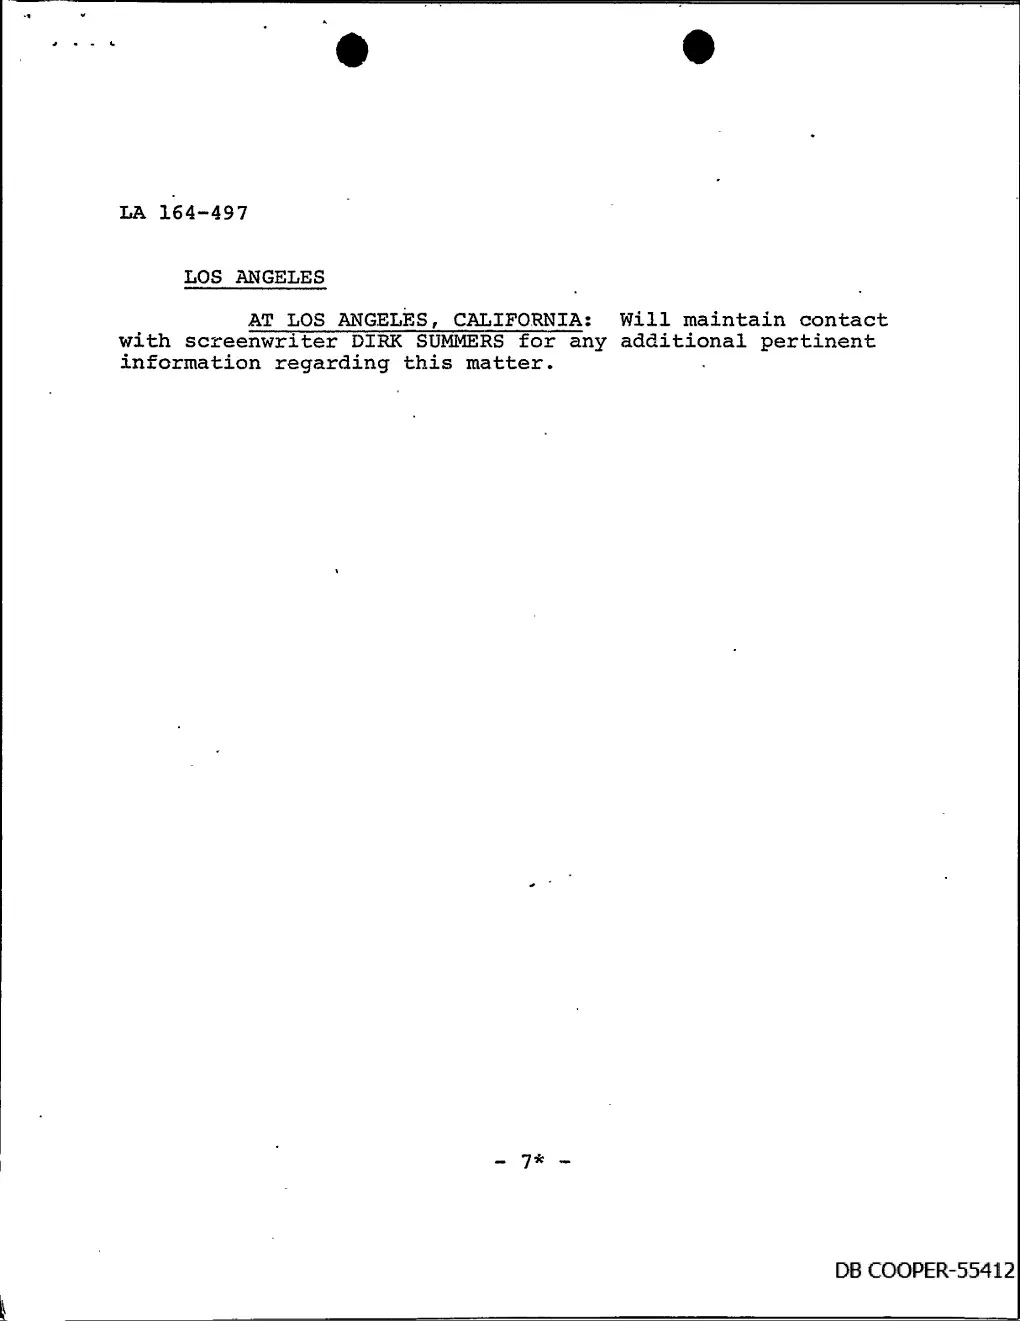 LA 164-497
LOS ANGELES
AT LOS ANGELES, CALIFORNIA: Will maintain contact
with screenwriter DIRK SUMMERS for any additional pertinent
information regarding this matter.
- 7* -
DB COOPER-55412